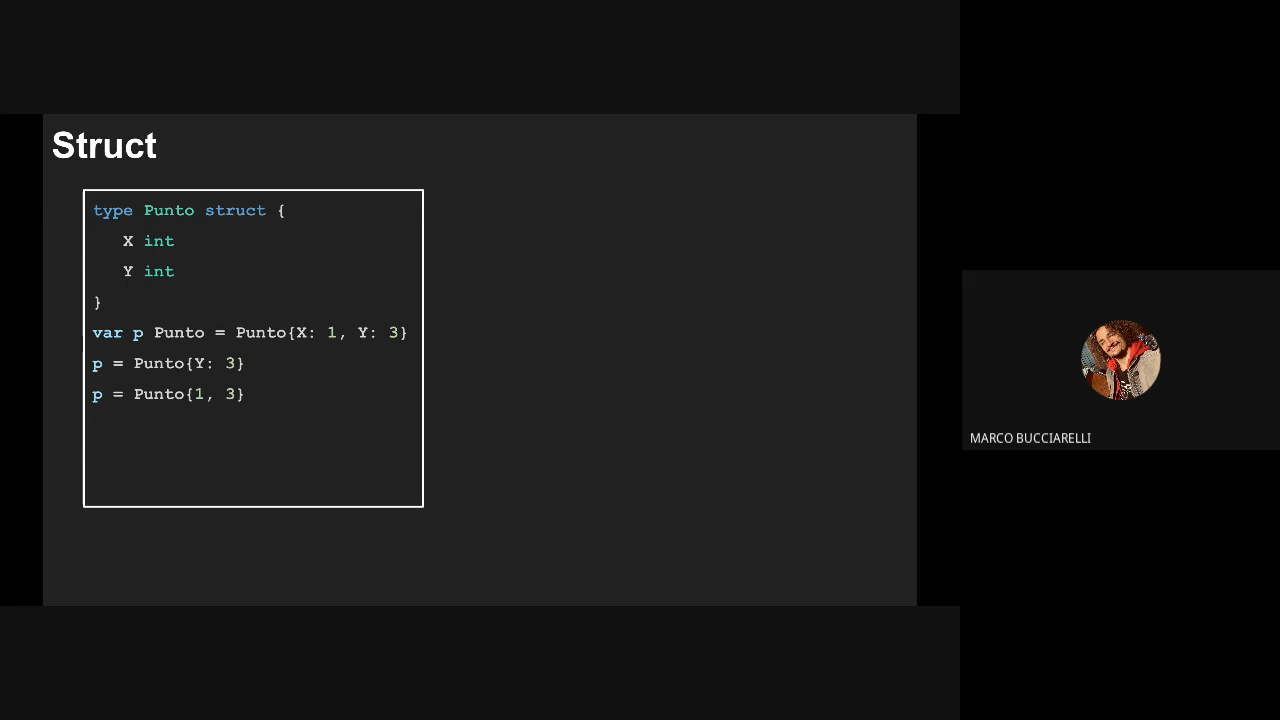 Struct
type Punto struct {
X int
Y int
}
var p Punto = Punto{X: 1, Y: 3}
p = Punto{Y: 3}
p = Punto{1, 3}
MARCO BUCCIARELLI